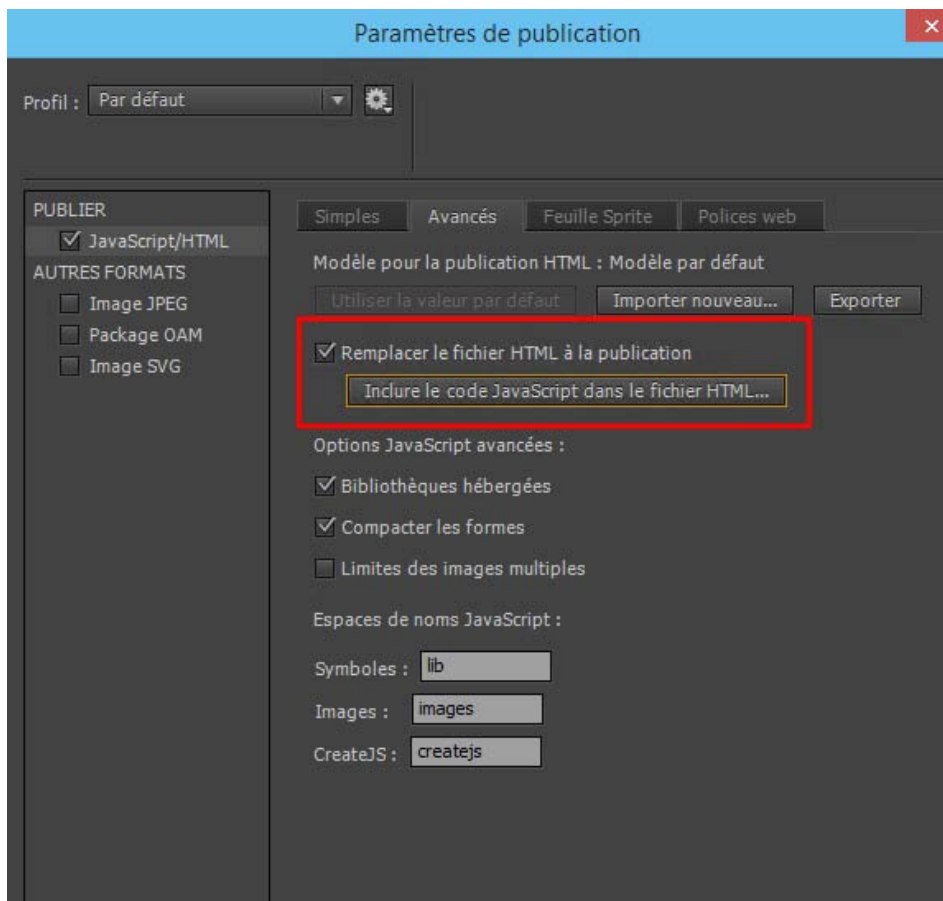 Paramètres de publication
Profil : Par défaut
PUBLIER
JavaScript/HTML
AUTRES FORMATS
Image JPEG
Package OAM
Image SVG
Simples Avancés Feuille Sprite Polices web
Modèle pour la publication HTML : Modèle par défaut
Utiliser la valeur par défaut Importer nouveau... Exporter
Remplacer le fichier HTML à la publication
Inclure le code JavaScript dans le fichier HTML...
Options JavaScript avancées :
Bibliothèques hébergées
Compacter les formes
Limites des images multiples
Espaces de noms JavaScript :
Symboles : lib
Images : images
CreateJS : createjs